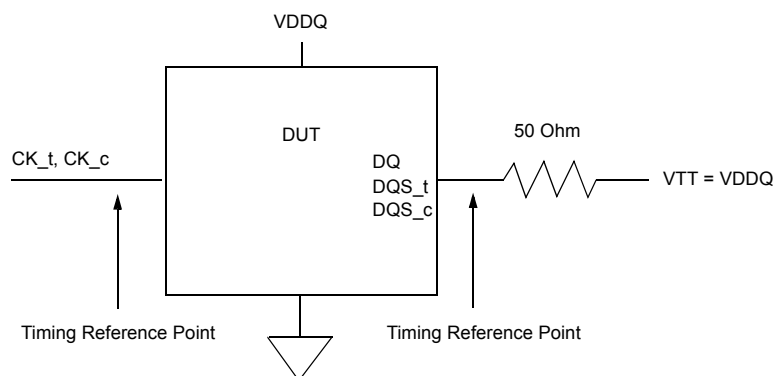 VDDQ
DUT
50 Ohm
CK_t, CK_c
DQ
DQS_t
DQS_c
VTT = VDDQ
Timing Reference Point
Timing Reference Point